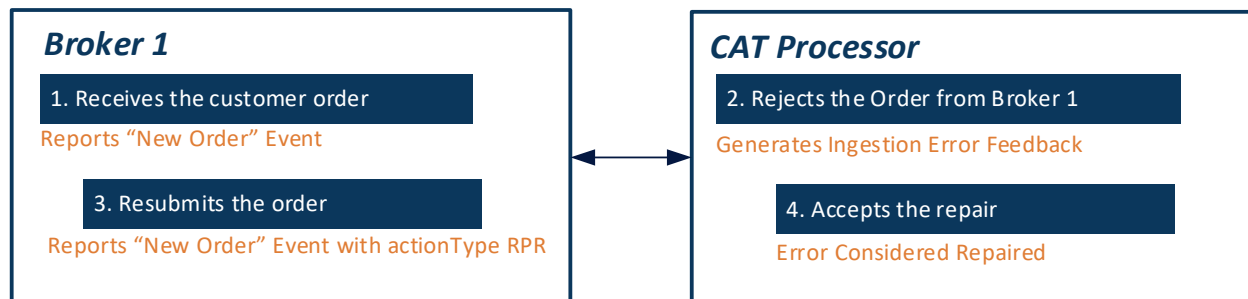 Broker 1
1. Receives the customer order
Reports “New Order” Event
3. Resubmits the order
Reports “New Order” Event with actionType RPR
CAT Processor
2. Rejects the Order from Broker 1
Generates Ingestion Error Feedback
4. Accepts the repair
Error Considered Repaired